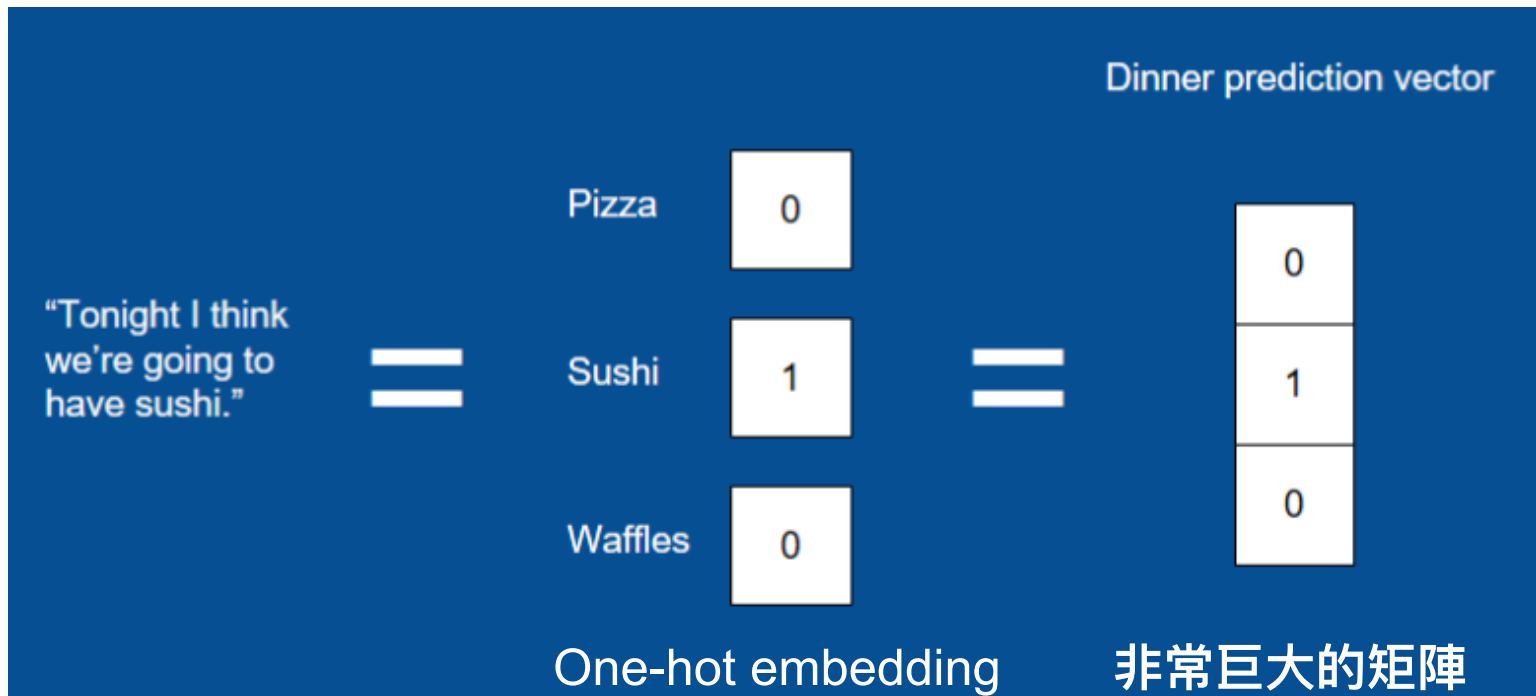 Dinner prediction vector
“Tonight I think
we’re going to
have sushi.”
Pizza
0
Sushi
1
Waffles
0
0
1
0
One-hot embedding
非常巨大的矩陣